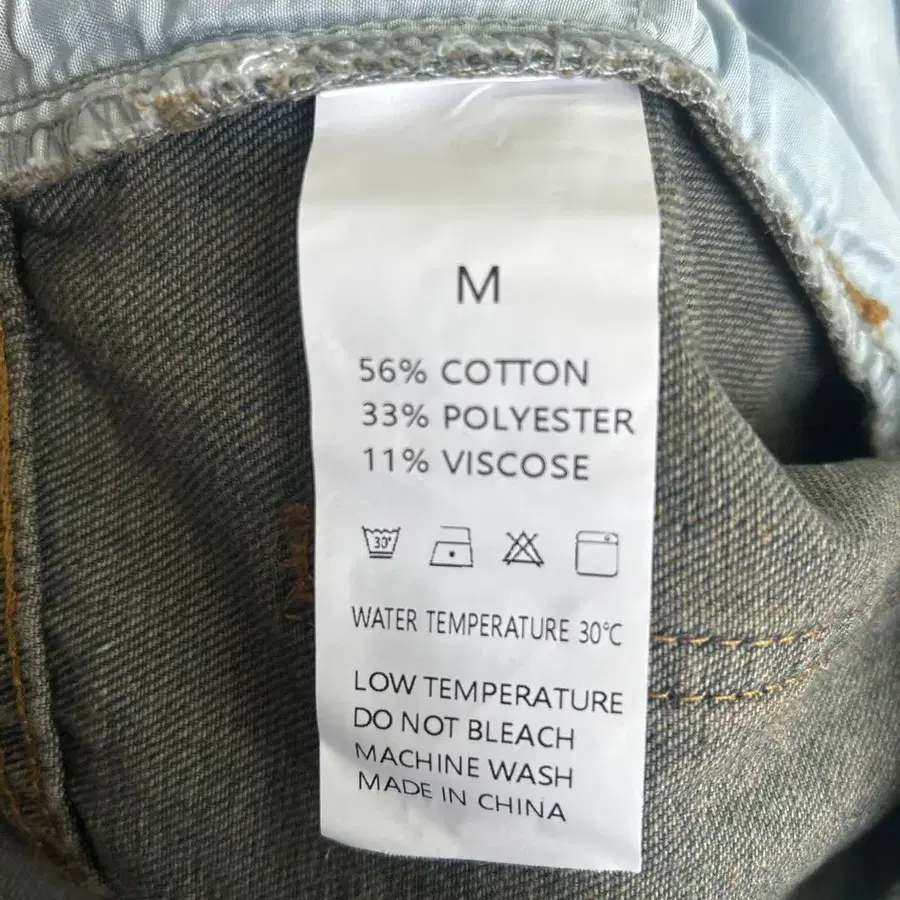 M
56% COTTON
33% POLYESTER
11% VISCOSE
30°
WATER TEMPERATURE 30℃
LOW TEMPERATURE
DO NOT BLEACH
MACHINE WASH
MADE IN CHINA